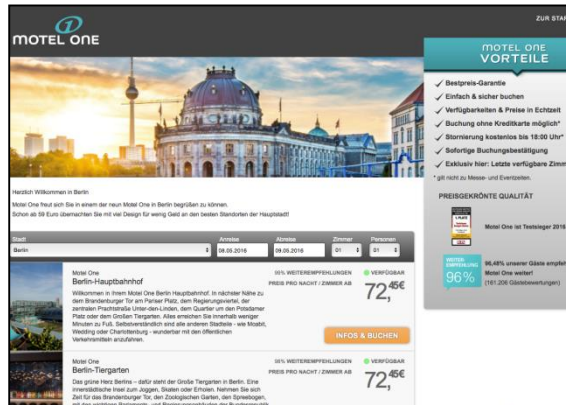 MOTEL ONE
ZUR STAR
MOTEL ONE
VORTEILE
Bestpreis-Garantie
Einfach & sicher buchen
Verfügbarkeiten & Preise in Echtzeit
Buchung ohne Kreditkarte möglich*
Stornierung kostenlos bis 18:00 Uhr*
Sofortige Buchungsbestätigung
Exklusiv hier: Letzte verfügbare Zimm
* gilt nicht zu Messe- und Eventzeiten.
PREISGEKRÖNTE QUALITÄT
Motel One ist Testsieger 2016
WEITER-
EMPFEHLUNG
96%
96,48% unserer Gäste empfehl
Motel One weiter!
(161.206 Gästebewertungen)
Herzlich Willkommen in Berlin
Motel One freut sich Sie in einem der neun Motel One in Berlin begrüßen zu können.
Schon ab 59 Euro übernachten Sie mit viel Design für wenig Geld an den besten Standorten der Hauptstadt!
Stadt Anreise Abreise Zimmer Personen
Berlin 08.05.2016 09.05.2016 01 01
Motel One
Berlin-Hauptbahnhof
Willkommen in Ihrem Motel One Berlin Hauptbahnhof. In nächster Nähe zu
dem Brandenburger Tor am Pariser Platz, dem Regierungsviertel, der
zentralen Prachtstraße Unter-den-Linden, dem Quartier um den Potsdamer
Platz oder dem Großen Tiergarten. Alles erreichen Sie innerhalb weniger
Minuten zu Fuß. Selbstverständlich sind alle anderen Stadtteile - wie Moabit,
Wedding oder Charlottenburg - wunderbar mit den öffentlichen
Verkehrsmitteln anzufahren.
WEITEREMPFEHLUNGEN
VERFÜGBAR
PREIS PRO NACHT / ZIMMER AB
72,45€
INFOS & BUCHEN
Motel One
Berlin-Tiergarten
Das grüne Herz Berlins – dafür steht der Große Tiergarten in Berlin. Eine
innerstädtische Insel zum Joggen, Skaten oder Erholen. Nehmen Sie sich
Zeit für das Brandenburger Tor, den Zoologischen Garten, den Spreebogen,
WEITEREMPFEHLUNGEN
VERFÜGBAR
PREIS PRO NACHT / ZIMMER AB
72,45€